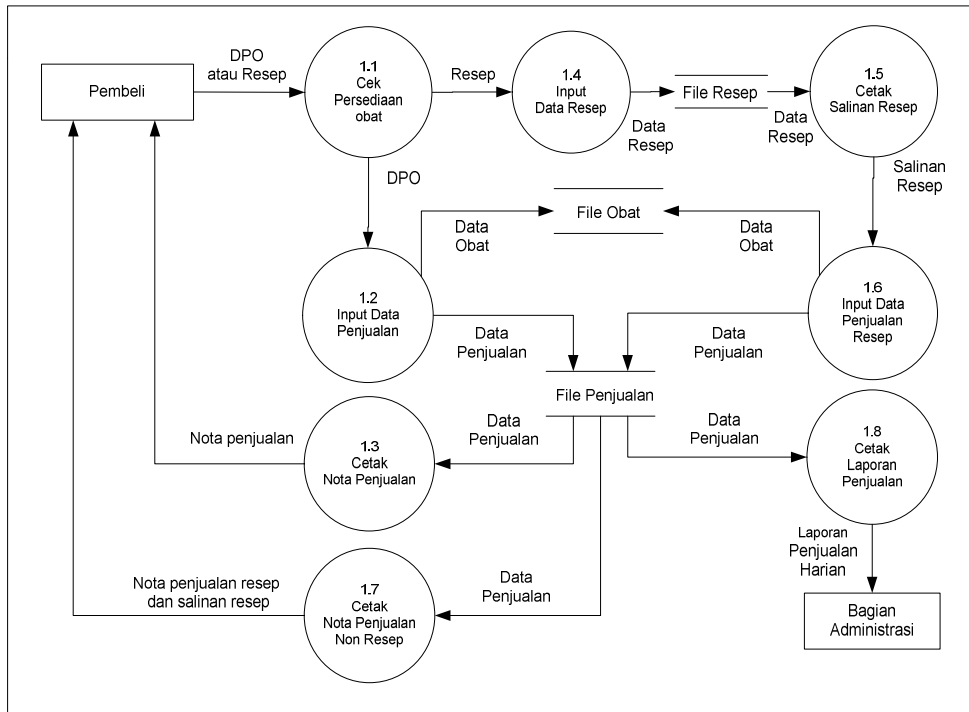 DPO
atau Resep
Pembeli
1.1
Cek
Persediaan
obat
Resep
1.4
Input
Data Resep
Data
Resep
File Resep
Data
Resep
1.5
Cetak
Salinan Resep
DPO
Salinan
Resep
File Obat
Data
Obat
Data
Obat
1.2
Input Data
Penjualan
1.6
Input Data
Penjualan
Resep
Data
Penjualan
Data
Penjualan
File Penjualan
Nota penjualan
1.3
Cetak
Nota Penjualan
Data
Penjualan
Data
Penjualan
1.8
Cetak
Laporan
Penjualan
Laporan
Penjualan
Harian
Nota penjualan resep
dan salinan resep
1.7
Cetak
Nota Penjualan
Non Resep
Data
Penjualan
Bagian
Administrasi